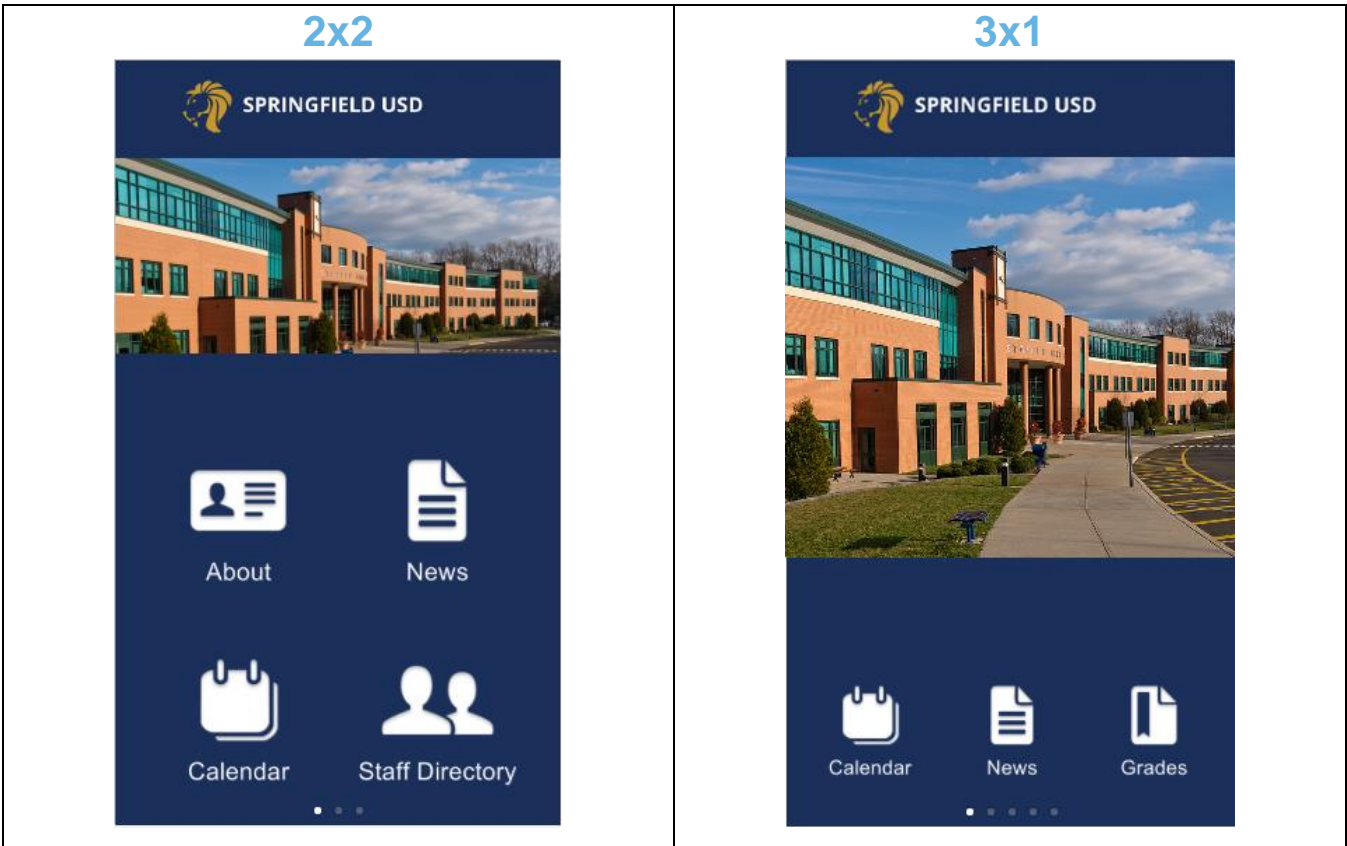 2x2
SPRINGFIELD USD
About
News
Calendar
Staff Directory
3x1
SPRINGFIELD USD
Calendar
News
Grades